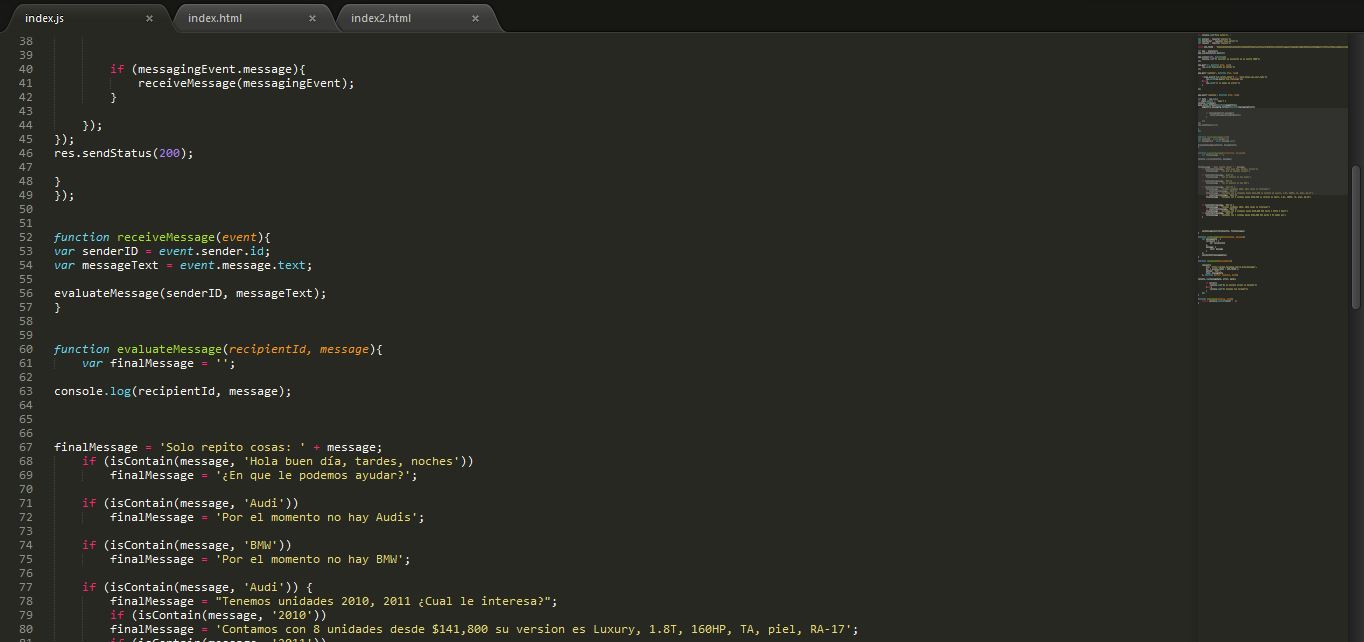 index.js × index.html × index2.html ×
38
39
40 if (messagingEvent.message){
41 receiveMessage(messagingEvent);
42 }
43
44 });
45 });
46 res.sendStatus(200);
47
48 }
49 });
50
51
52 function receiveMessage(event){
53 var senderID = event.sender.id;
54 var messageText = event.message.text;
55
56 evaluateMessage(senderID, messageText);
57 }
58
59
60 function evaluateMessage(recipientId, message){
61 var finalMessage = '';
62
63 console.log(recipientId, message);
64
65
66
67 finalMessage = 'Solo repito cosas: ' + message;
68 if (isContain(message, 'Hola buen día, tardes, noches'))
69 finalMessage = '¿En que le podemos ayudar?';
70
71 if (isContain(message, 'Audi'))
72 finalMessage = 'Por el momento no hay Audis';
73
74 if (isContain(message, 'BMW'))
75 finalMessage = 'Por el momento no hay BMW';
76
77 if (isContain(message, 'Audi')) {
78 finalMessage = "Tenemos unidades 2010, 2011 ¿Cual le interesa?";
79 if (isContain(message, '2010'))
80 finalMessage = 'Contamos con 8 unidades desde $141,800 su version es Luxury, 1.8T, 160HP, TA, piel, RA-17';
81 if (isContain(message, '2011'))